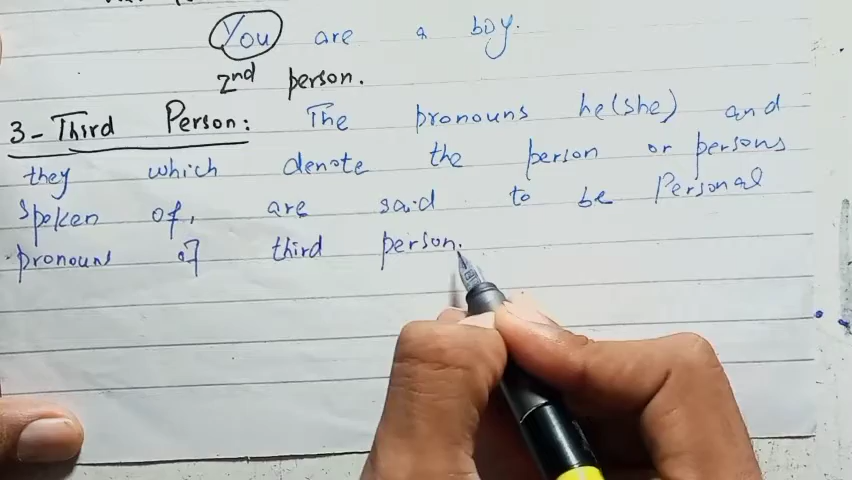 You are a boy.
2nd person.
3-Third Person: The pronouns he(she) and
they which denote the person or persons
spoken of, are said to be Personal
pronouns of third person.